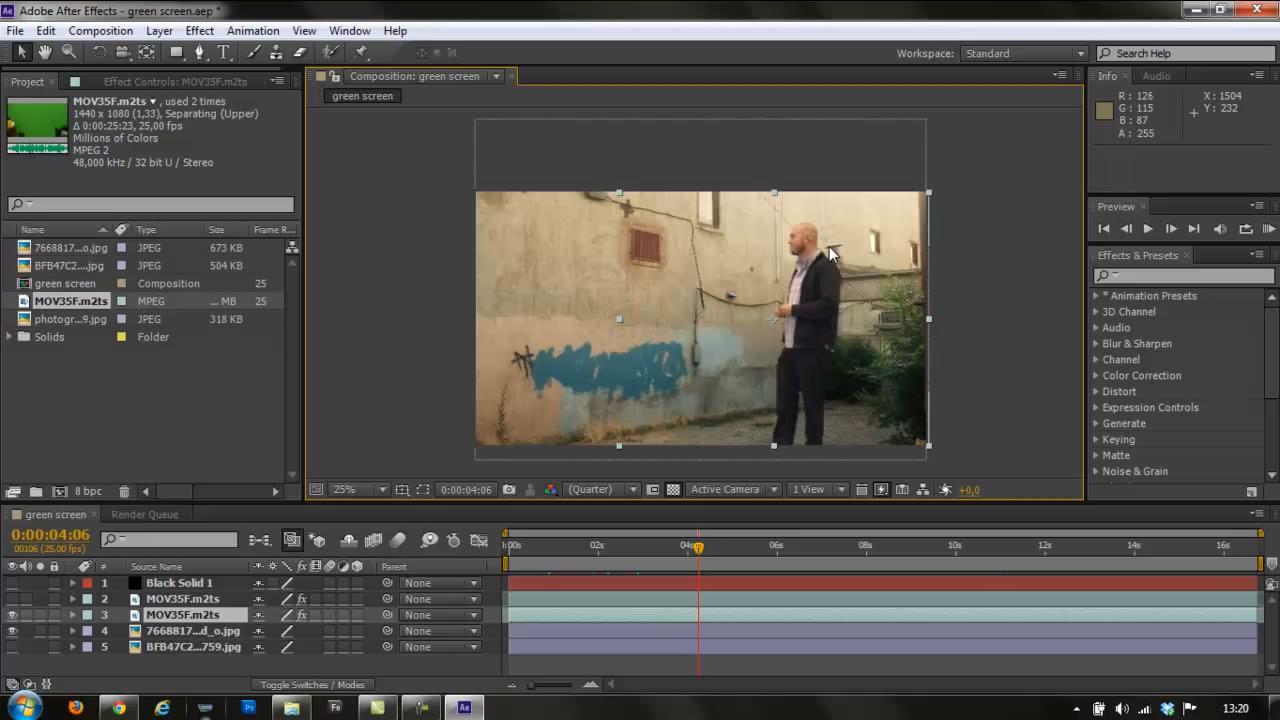 Adobe After Effects - green screen.aep *
File Edit Composition Layer Effect Animation View Window Help
Workspace: Standard Search Help
Project Effect Controls: MOV35F.m2ts
MOV35F.m2ts ▾, used 2 times
1440 x 1080 (1,33), Separating (Upper)
Δ 0:00:25:23, 25,00 fps
Millions of Colors
MPEG 2
48,000 kHz / 32 bit U / Stereo
Name Type Size Frame R...
7668817...o.jpg JPEG 673 KB
BFB47C2...jpg JPEG 504 KB
green screen Composition 25
MOV35F.m2ts MPEG ... MB 25
photogr...9.jpg JPEG 318 KB
Solids Folder
8 bpc
Composition: green screen
green screen
25% 0:00:04:06 (Quarter) Active Camera 1 View +0,0
Info Audio
R : 126 X : 1504
G : 115 Y : 232
B : 87
A : 255
Preview
Effects & Presets
* Animation Presets
3D Channel
Audio
Blur & Sharpen
Channel
Color Correction
Distort
Expression Controls
Generate
Keying
Matte
Noise & Grain
green screen Render Queue
0:00:04:06
00106 (25.00 fps)
:00s 02s 04s 06s 08s 10s 12s 14s 16s
# Source Name Parent
1 Black Solid 1 None
2 MOV35F.m2ts fx None
3 MOV35F.m2ts fx None
4 7668817...d_o.jpg None
5 BFB47C2...759.jpg None
Toggle Switches / Modes
13:20